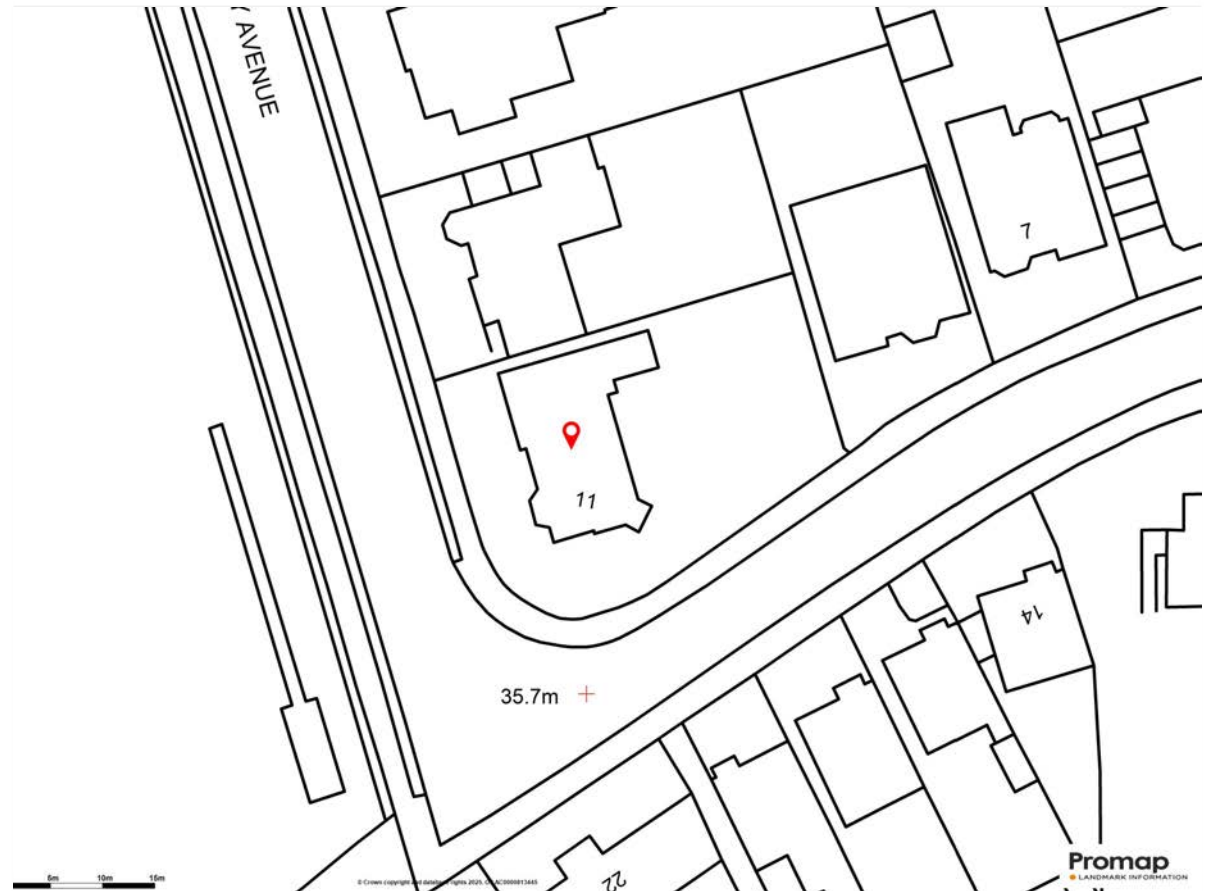 Y AVENUE
7
11
14
35.7m
22
5m 10m 15m
© Crown copyright and database rights 2025. OS AC0000813445
Promap
LANDMARK INFORMATION